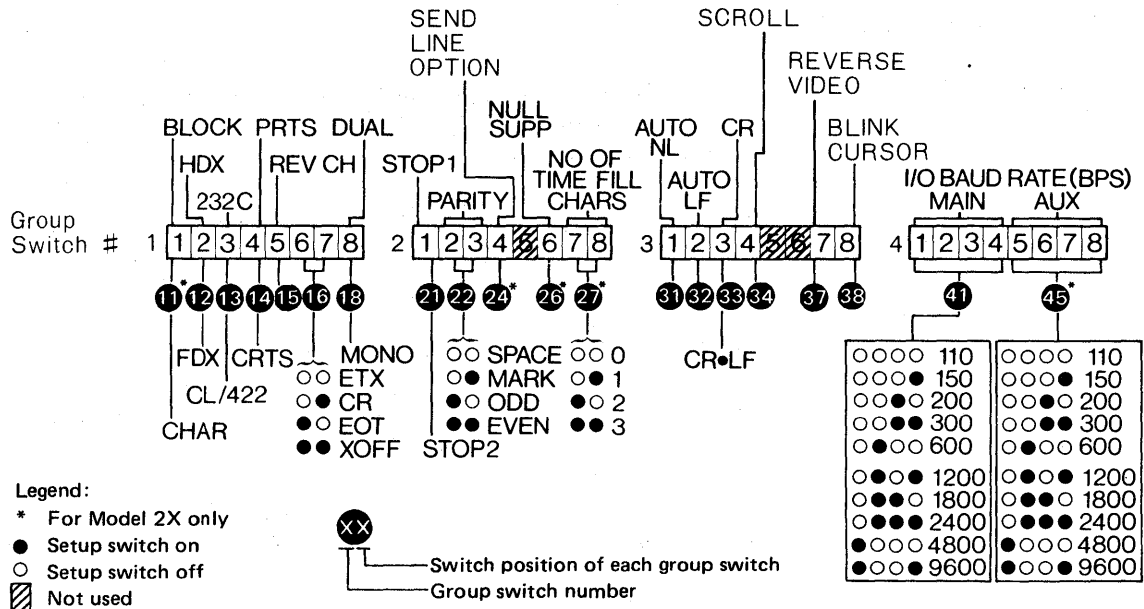 SEND
LINE
OPTION
SCROLL
REVERSE
VIDEO
NULL
SUPP
BLOCK PRTS DUAL
HDX REV CH
232C
STOP1
PARITY
NO OF
TIME FILL
CHARS
AUTO
NL
CR
AUTO
LF
BLINK
CURSOR
I/O BAUD RATE (BPS)
MAIN AUX
Group
Switch #
1 1 2 3 4 5 6 7 8
2 1 2 3 4 5 6 7 8
3 1 2 3 4 5 6 7 8
4 1 2 3 4 5 6 7 8
11* 12 13 14 15 16 18
21 22 24* 26* 27*
31 32 33 34 37 38
41 45*
FDX CRTS MONO
CL/422
CHAR
○○ ETX
○● CR
●○ EOT
●● XOFF
STOP2
○○ SPACE
○● MARK
●○ ODD
●● EVEN
○○ 0
○● 1
●○ 2
●● 3
CR●LF
○○○○ 110
○○○● 150
○○●○ 200
○○●● 300
○●○○ 600
○●○● 1200
○●●○ 1800
○●●● 2400
●○○○ 4800
●○○● 9600
○○○○ 110
○○○● 150
○○●○ 200
○○●● 300
○●○○ 600
○●○● 1200
○●●○ 1800
○●●● 2400
●○○○ 4800
●○○● 9600
Legend:
* For Model 2X only
● Setup switch on
○ Setup switch off
Not used
XX
Switch position of each group switch
Group switch number